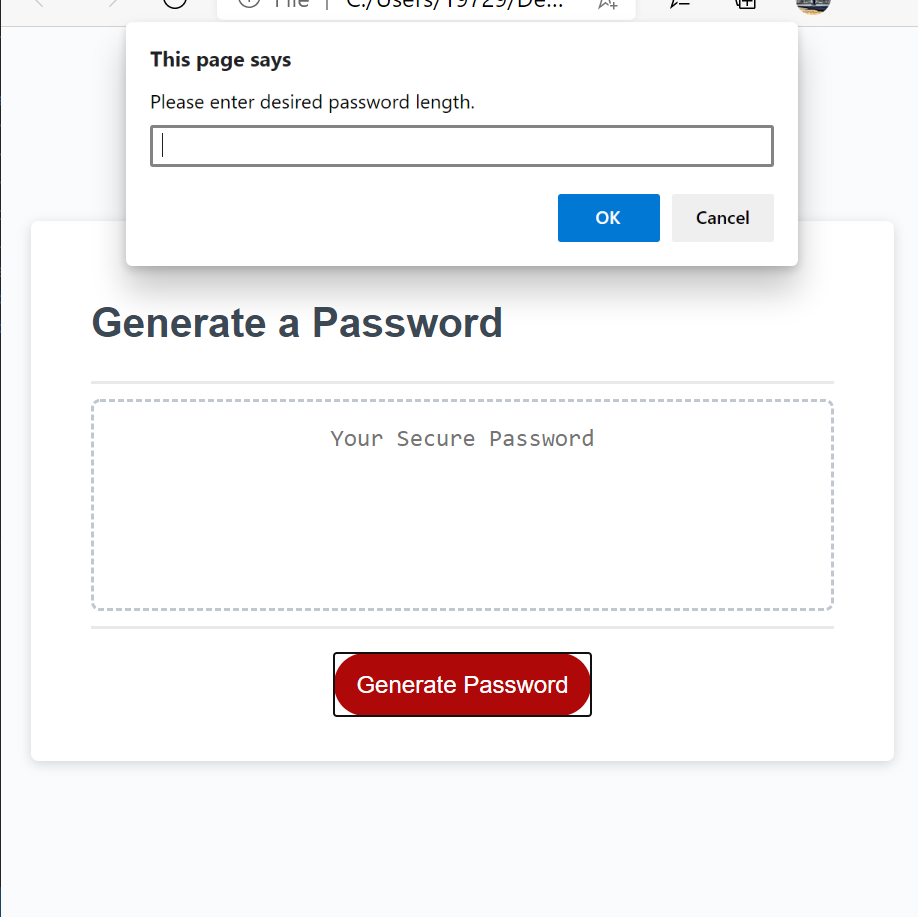 File | C:/Users/19729/De...
This page says
Please enter desired password length.
OK
Cancel
Generate a Password
Your Secure Password
Generate Password